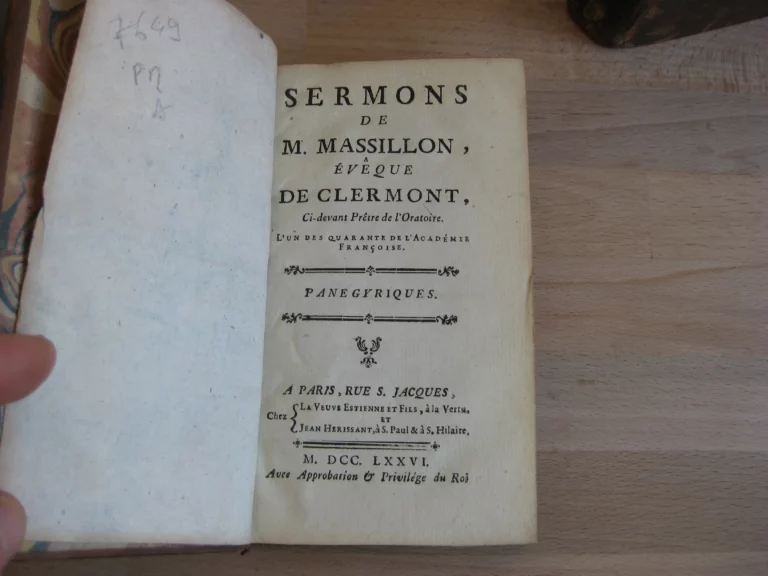 7649
PM
A
SERMONS
DE
M. MASSILLON,
ÉVÊQUE
DE CLERMONT,
Ci-devant Prêtre de l'Oratoire.
L'UN DES QUARANTE DE L'ACADÉMIE
FRANÇOISE.
PANEGYRIQUES.
A PARIS, RUE S. JACQUES,
Chez { LA VEUVE ESTIENNE ET FILS, à la Vertu.
ET
JEAN HERISSANT, à S. Paul & à S. Hilaire,
M. DCC. LXXVI.
Avec Approbation & Privilége du Roi